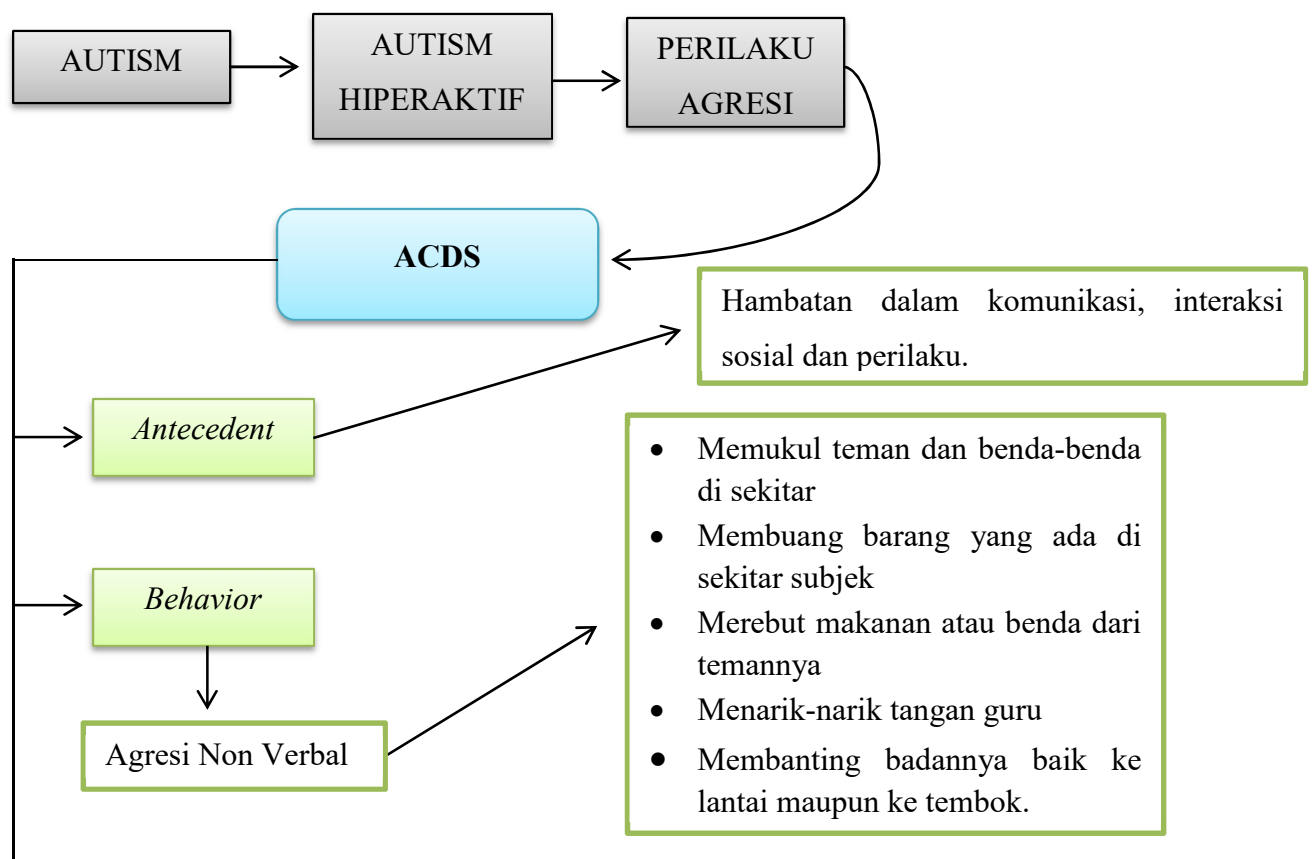 AUTISM
AUTISM
HIPERAKTIF
PERILAKU
AGRESI
ACDS
Hambatan dalam komunikasi, interaksi
sosial dan perilaku.
Antecedent
• Memukul teman dan benda-benda
di sekitar
• Membuang barang yang ada di
sekitar subjek
• Merebut makanan atau benda dari
temannya
• Menarik-narik tangan guru
• Membanting badannya baik ke
lantai maupun ke tembok.
Behavior
Agresi Non Verbal